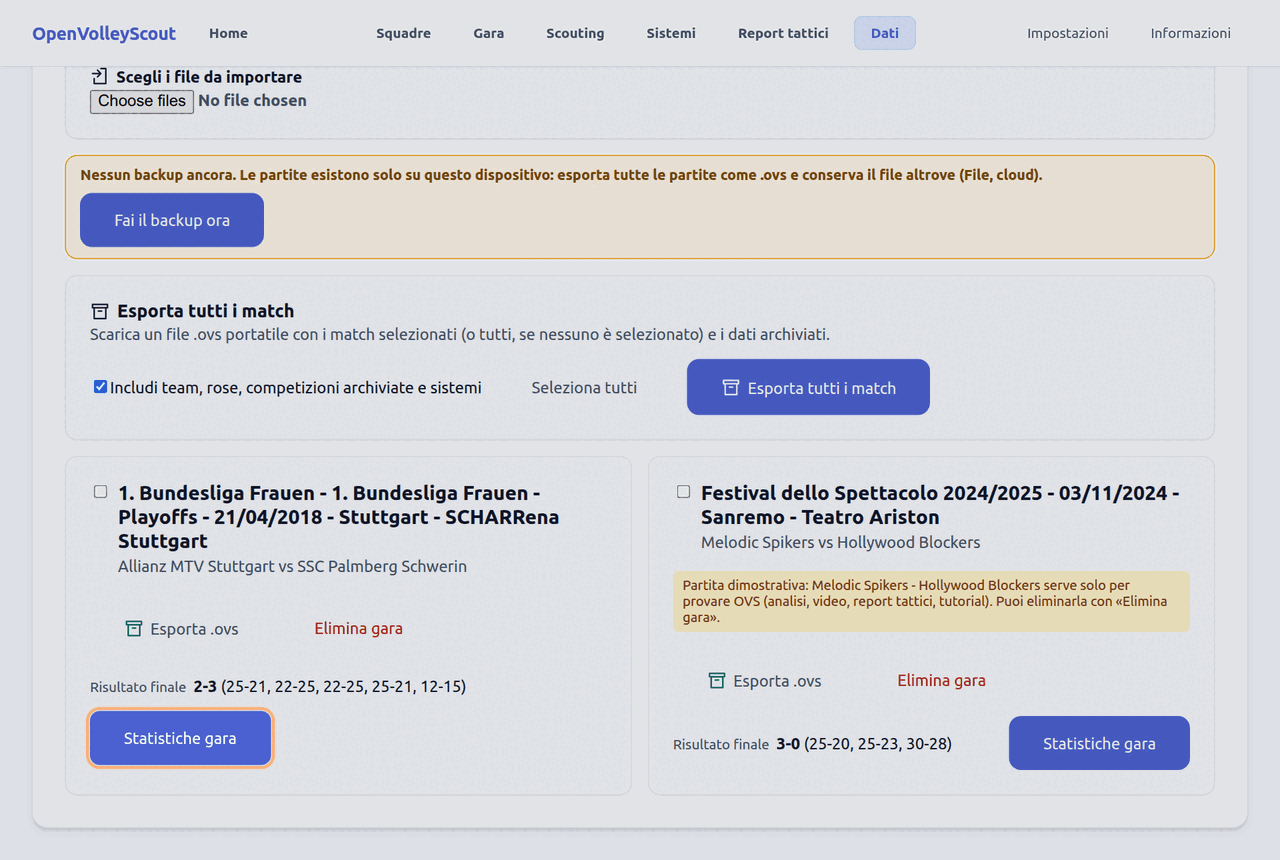 OpenVolleyScout Home Squadre Gara Scouting Sistemi Report tattici Dati Impostazioni Informazioni
Scegli i file da importare
Choose files No file chosen
Nessun backup ancora. Le partite esistono solo su questo dispositivo: esporta tutte le partite come .ovs e conserva il file altrove (File, cloud).
Fai il backup ora
Esporta tutti i match
Scarica un file .ovs portatile con i match selezionati (o tutti, se nessuno è selezionato) e i dati archiviati.
Includi team, rose, competizioni archiviate e sistemi Seleziona tutti Esporta tutti i match
1. Bundesliga Frauen - 1. Bundesliga Frauen -
Playoffs - 21/04/2018 - Stuttgart - SCHARRena
Stuttgart
Allianz MTV Stuttgart vs SSC Palmberg Schwerin
Esporta .ovs Elimina gara
Risultato finale 2-3 (25-21, 22-25, 22-25, 25-21, 12-15)
Statistiche gara
Festival dello Spettacolo 2024/2025 - 03/11/2024 -
Sanremo - Teatro Ariston
Melodic Spikers vs Hollywood Blockers
Partita dimostrativa: Melodic Spikers - Hollywood Blockers serve solo per
provare OVS (analisi, video, report tattici, tutorial). Puoi eliminarla con «Elimina
gara».
Esporta .ovs Elimina gara
Risultato finale 3-0 (25-20, 25-23, 30-28) Statistiche gara